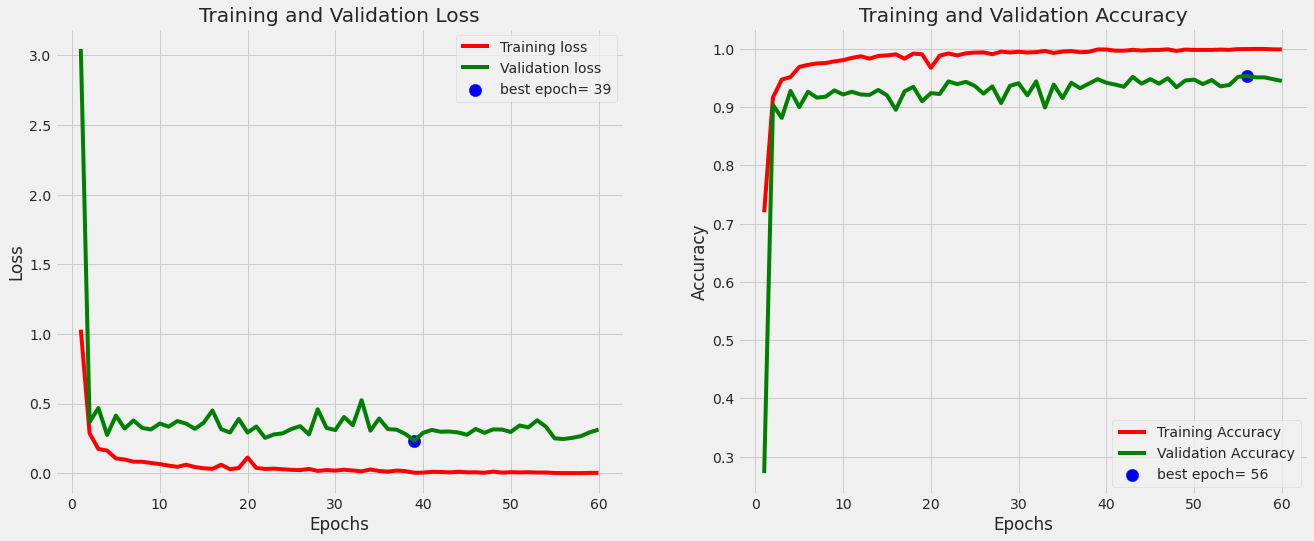 Training and Validation Loss
3.0
2.5
2.0
1.5
1.0
0.5
0.0
Loss
0 10 20 30 40 50 60
Epochs
Training loss
Validation loss
best epoch= 39
Training and Validation Accuracy
1.0
0.9
0.8
0.7
0.6
0.5
0.4
0.3
Accuracy
0 10 20 30 40 50 60
Epochs
Training Accuracy
Validation Accuracy
best epoch= 56